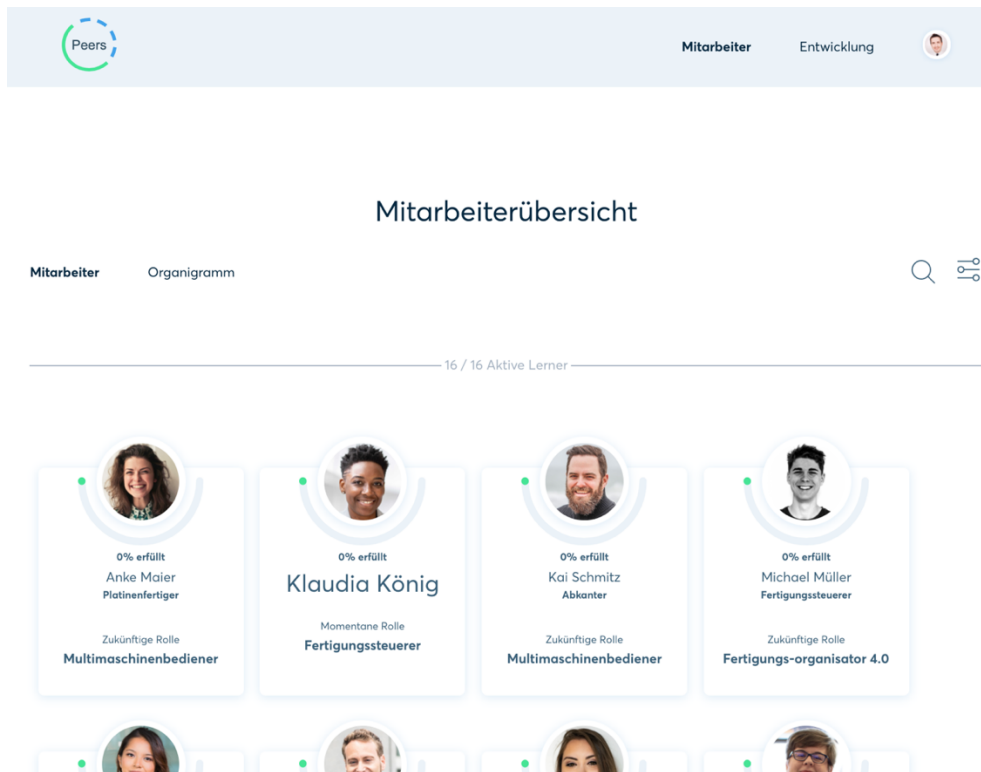 Peers
Mitarbeiter Entwicklung
Mitarbeiterübersicht
Mitarbeiter Organigramm
16 / 16 Aktive Lerner
0% erfüllt
Anke Maier
Platinenfertiger
Zukünftige Rolle
Multimaschinenbediener
0% erfüllt
Klaudia König
Momentane Rolle
Fertigungssteuerer
0% erfüllt
Kai Schmitz
Abkanter
Zukünftige Rolle
Multimaschinenbediener
0% erfüllt
Michael Müller
Fertigungssteuerer
Zukünftige Rolle
Fertigungs-organisator 4.0